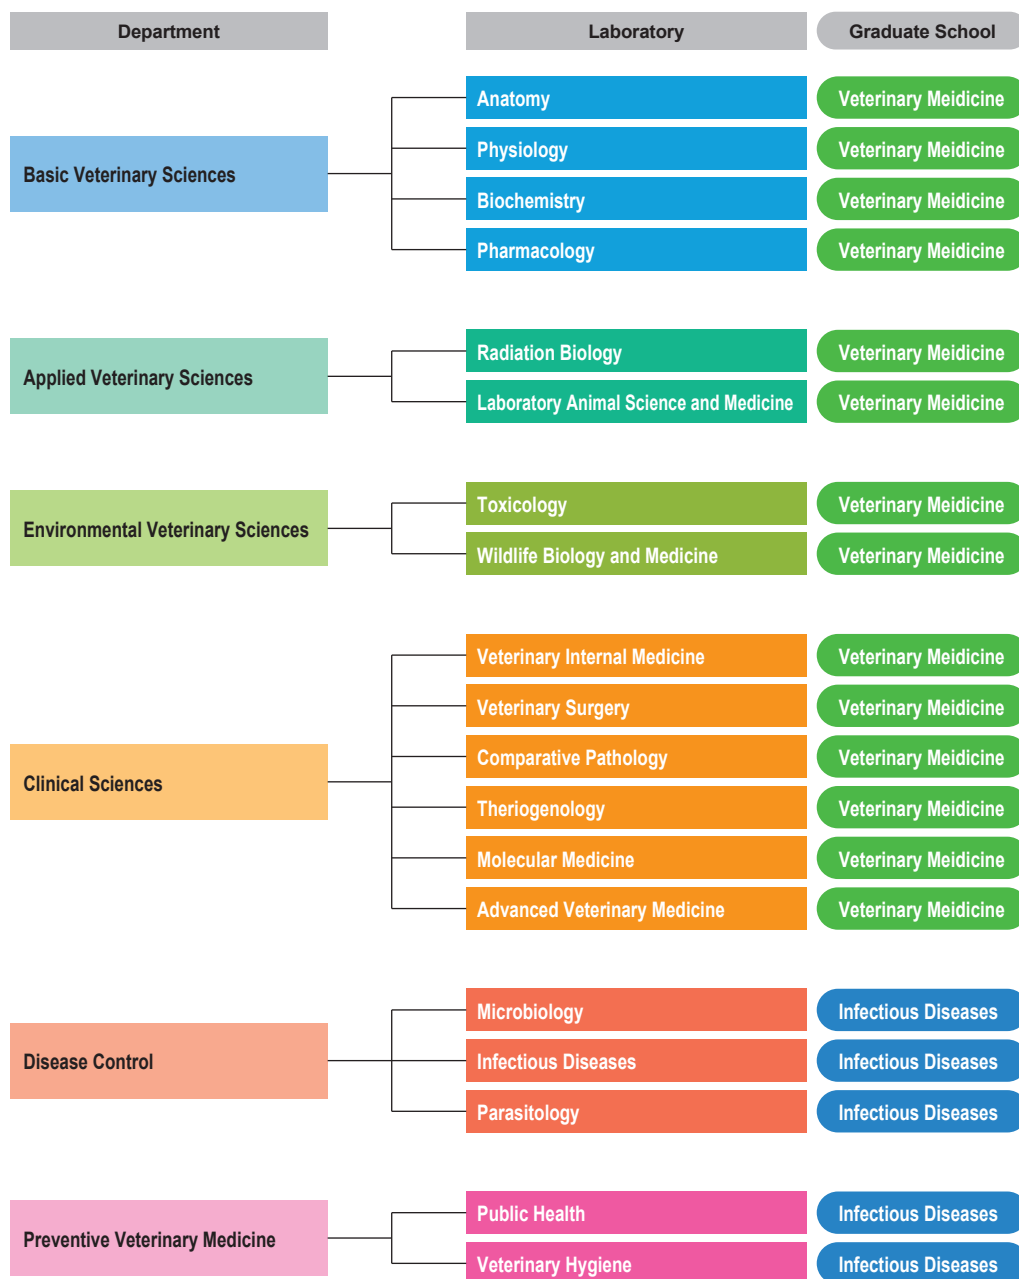 Department Laboratory Graduate School
Anatomy Veterinary Meidicine
Physiology Veterinary Meidicine
Basic Veterinary Sciences
Biochemistry Veterinary Meidicine
Pharmacology Veterinary Meidicine
Radiation Biology Veterinary Meidicine
Applied Veterinary Sciences
Laboratory Animal Science and Medicine Veterinary Meidicine
Toxicology Veterinary Meidicine
Environmental Veterinary Sciences
Wildlife Biology and Medicine Veterinary Meidicine
Veterinary Internal Medicine Veterinary Meidicine
Veterinary Surgery Veterinary Meidicine
Comparative Pathology Veterinary Meidicine
Clinical Sciences
Theriogenology Veterinary Meidicine
Molecular Medicine Veterinary Meidicine
Advanced Veterinary Medicine Veterinary Meidicine
Microbiology Infectious Diseases
Disease Control Infectious Diseases Infectious Diseases
Parasitology Infectious Diseases
Public Health Infectious Diseases
Preventive Veterinary Medicine
Veterinary Hygiene Infectious Diseases